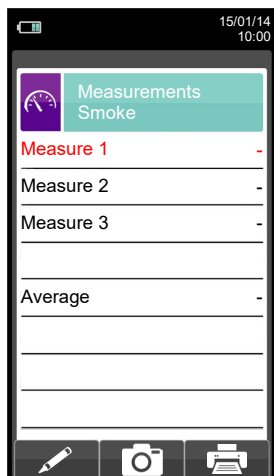 15/01/14
10:00
Measurements
Smoke
Measure 1 -
Measure 2 -
Measure 3 -
Average -